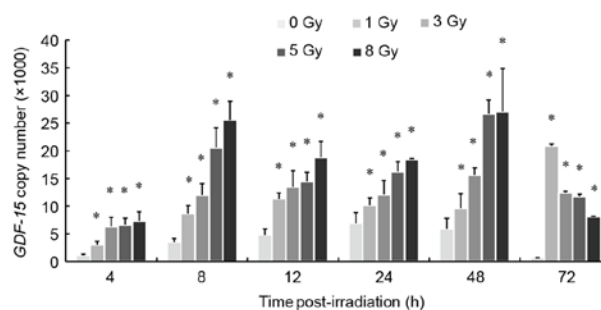 0 Gy 1 Gy 3 Gy
5 Gy 8 Gy
GDF-15 copy number (×1000)
40
35
30
25
20
15
10
5
0
* * * *
* * * *
* * * *
* * * *
* * * *
* * * *
4 8 12 24 48 72
Time post-irradiation (h)